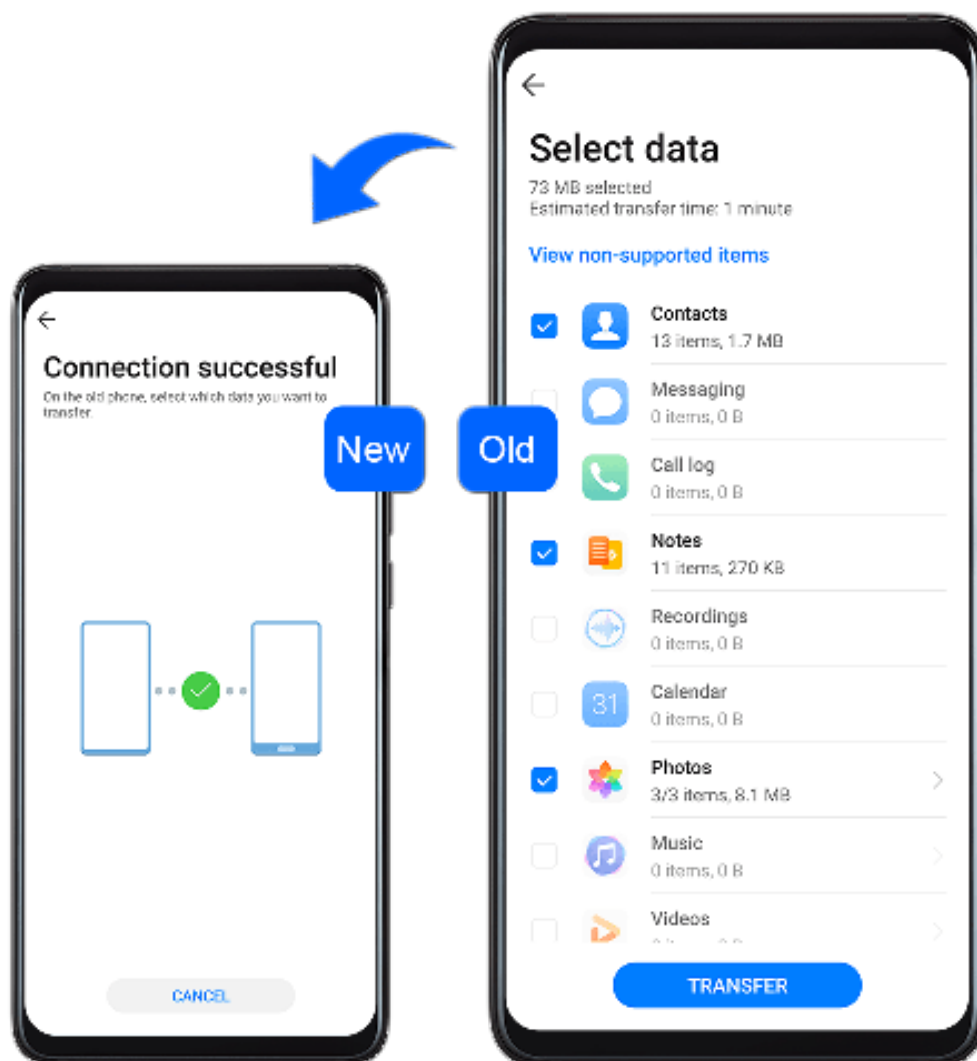 Connection successful
On the old phone, select which data you want to
transfer.
CANCEL
New
Old
Select data
73 MB selected
Estimated transfer time: 1 minute
View non-supported items
Contacts
13 items, 1.7 MB
Messaging
0 items, 0 B
Call log
0 items, 0 B
Notes
11 items, 270 KB
Recordings
0 items, 0 B
31
Calendar
0 items, 0 B
Photos
3/3 items, 8.1 MB
Music
0 items, 0 B
Videos
TRANSFER